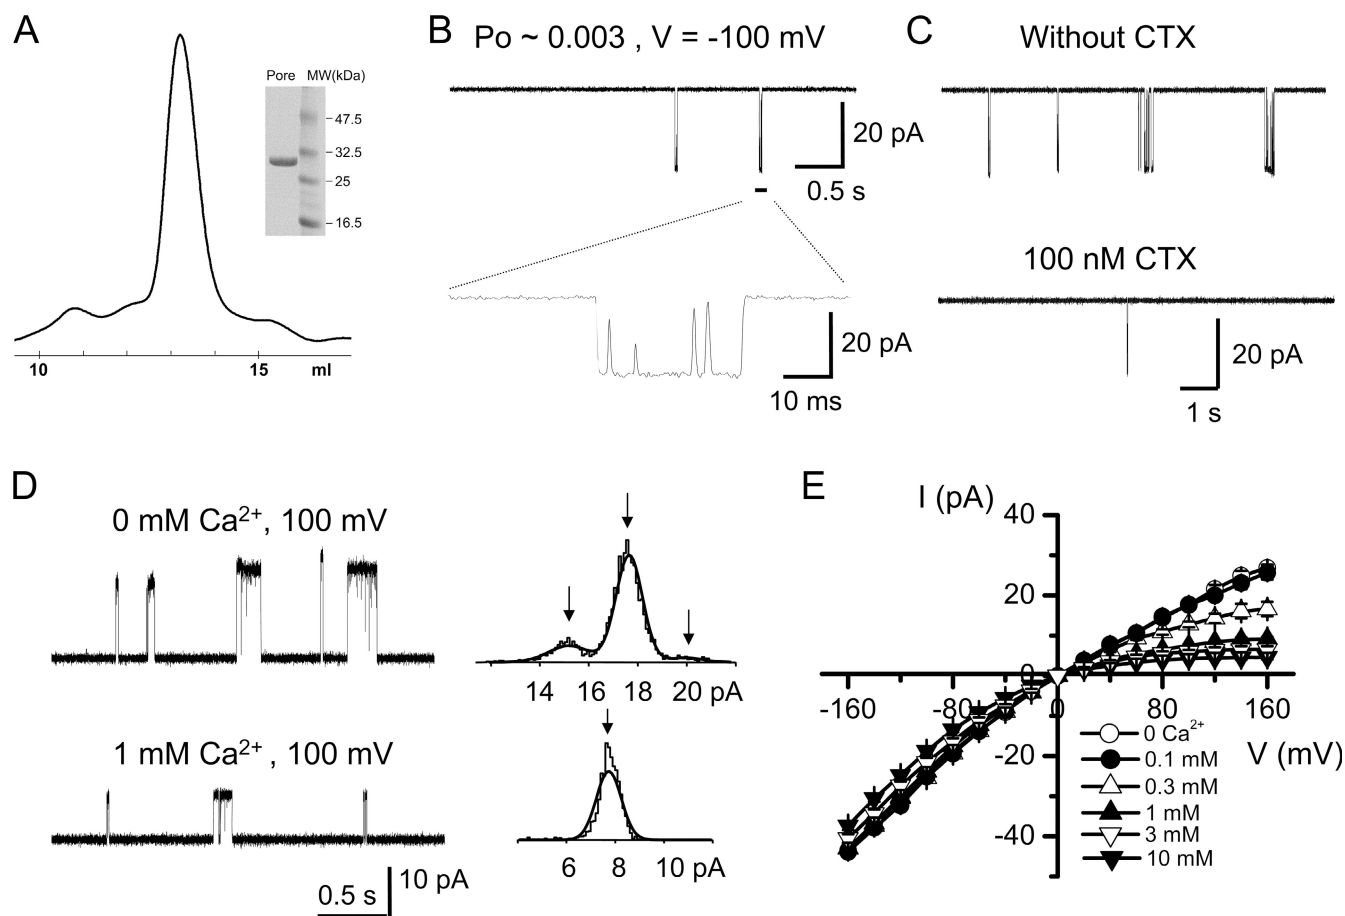 A
Pore MW(kDa)
47.5
32.5
25
16.5
10 15 ml
B Po ~ 0.003 , V = -100 mV
20 pA
0.5 s
20 pA
10 ms
C Without CTX
100 nM CTX
20 pA
1 s
D
0 mM Ca²⁺, 100 mV
14 16 18 20 pA
1 mM Ca²⁺, 100 mV
6 8 10 pA
10 pA
0.5 s
E I (pA)
40
20
0
-160 -80 0 80 160
V (mV)
-20
-40
0 Ca²⁺
0.1 mM
0.3 mM
1 mM
3 mM
10 mM